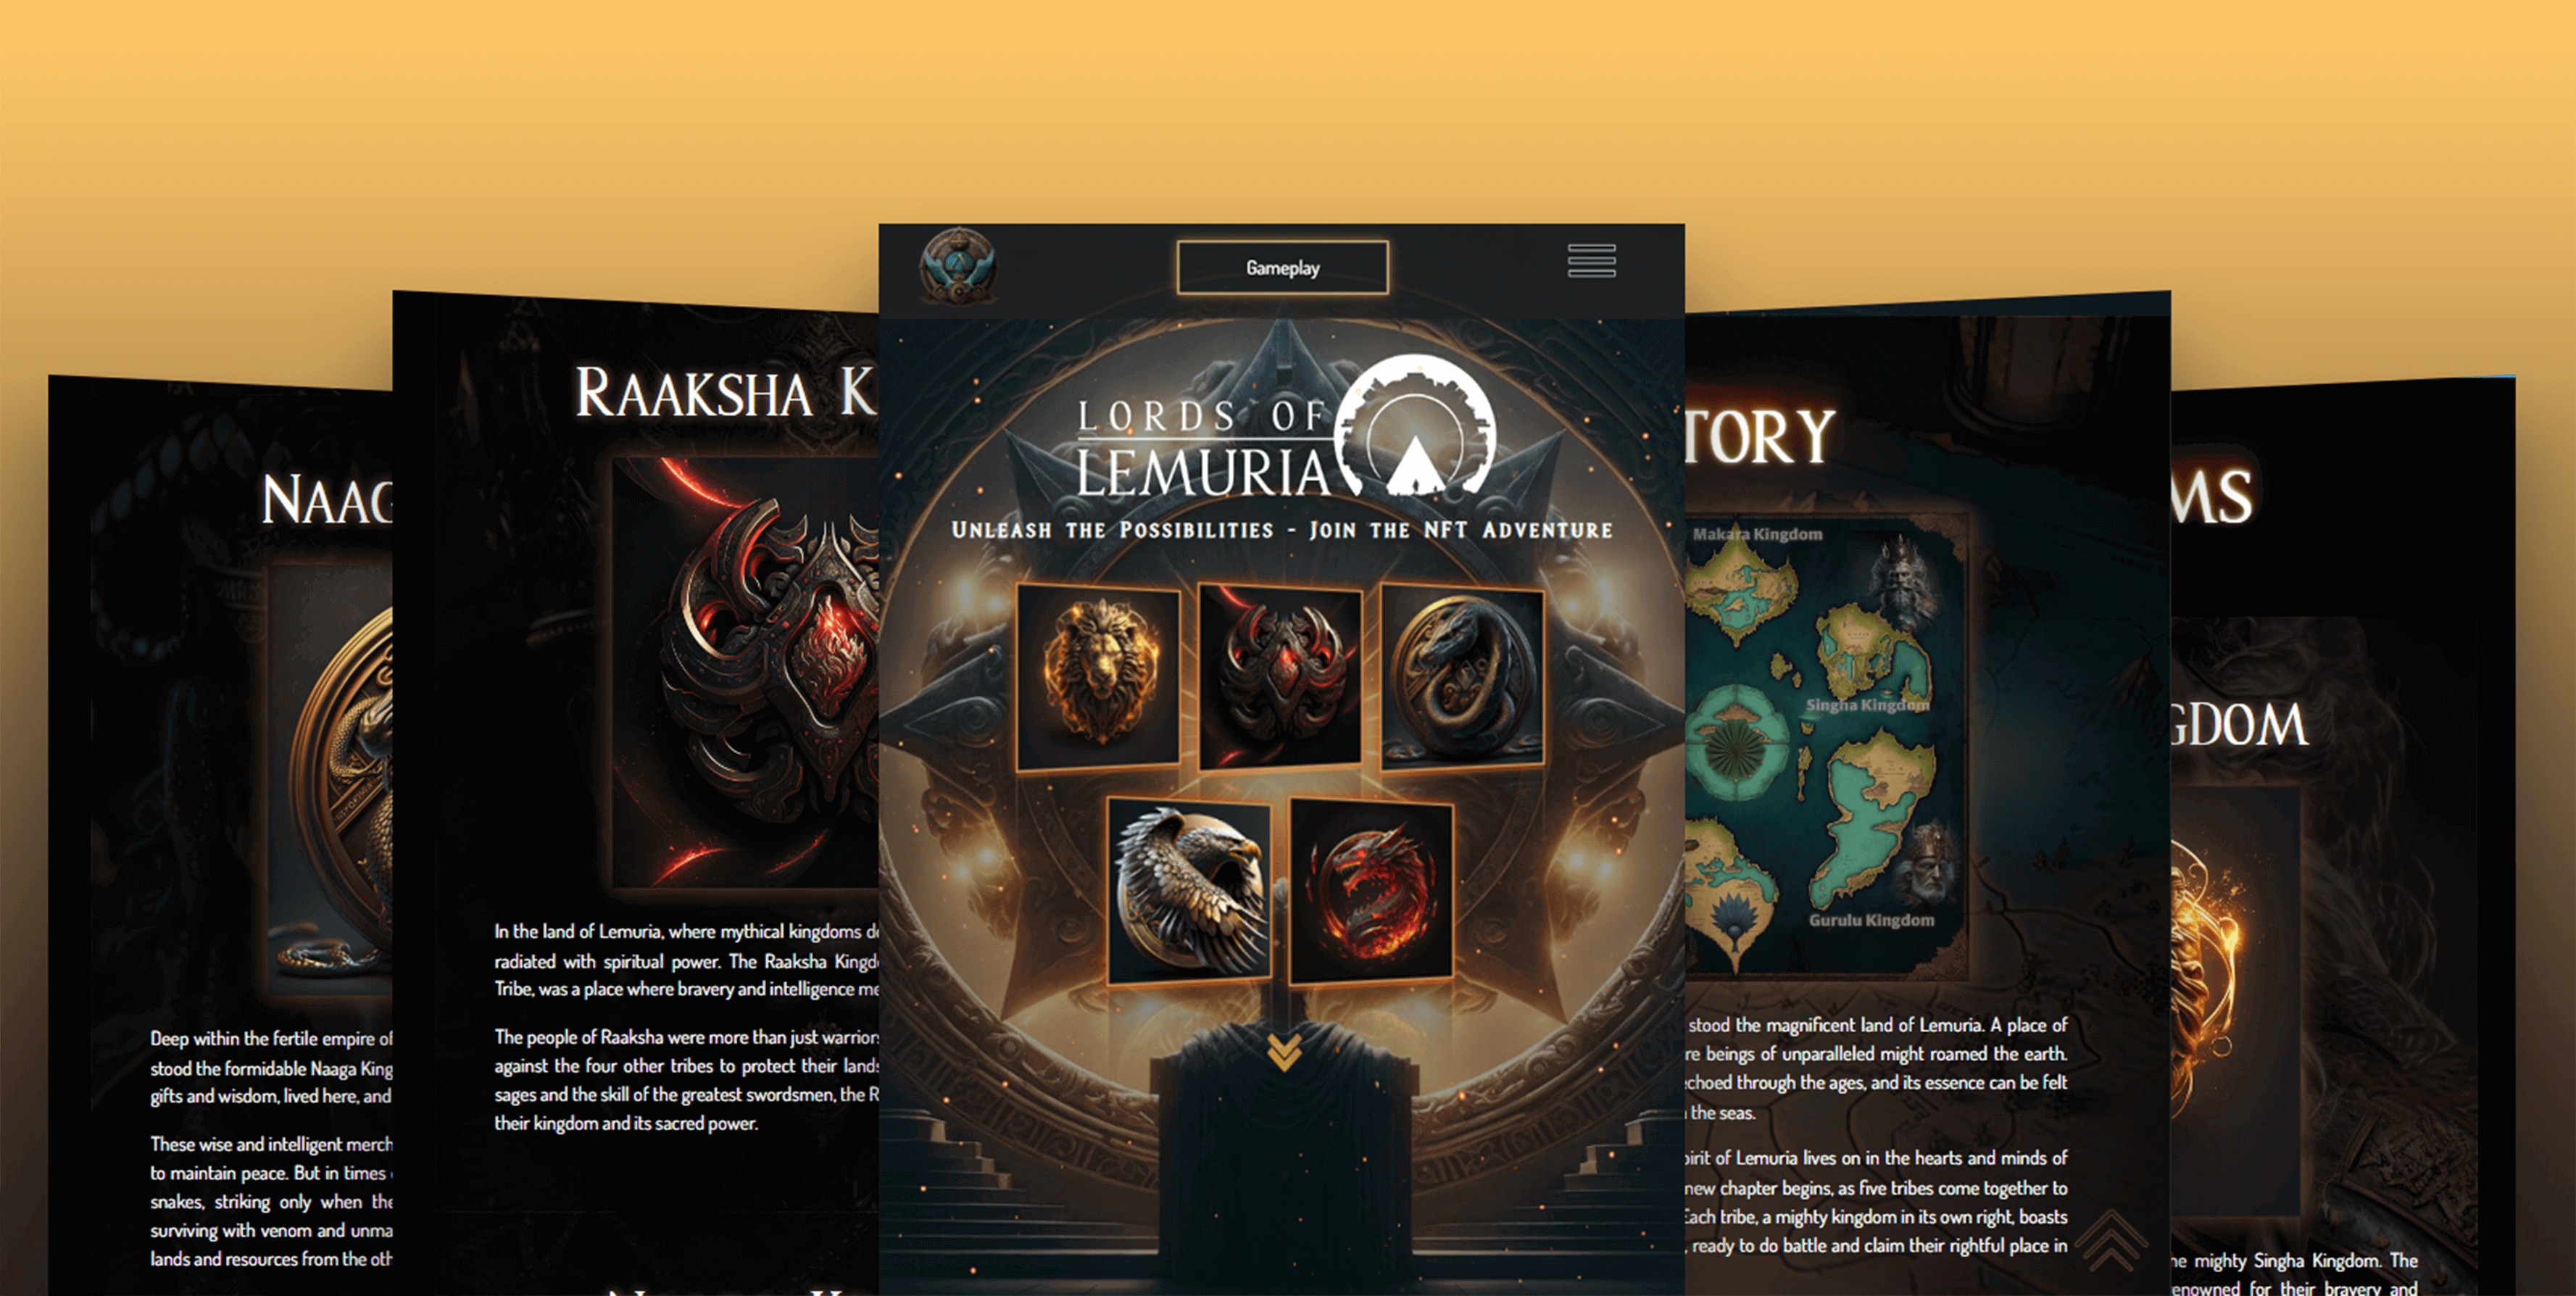 NAAG
Deep within the fertile empire of
stood the formidable Naaga King
gifts and wisdom, lived here, and
These wise and intelligent merch
to maintain peace. But in times
snakes, striking only when the
surviving with venom and unma
lands and resources from the oth
RAAKSHA K
In the land of Lemuria, where mythical kingdoms d
radiated with spiritual power. The Raaksha Kingd
Tribe, was a place where bravery and intelligence me
The people of Raaksha were more than just warrior
against the four other tribes to protect their lands
sages and the skill of the greatest swordsmen, the R
their kingdom and its sacred power.
Gameplay
LORDS OF
LEMURIA
UNLEASH THE POSSIBILITIES - JOIN THE NFT ADVENTURE
TORY
Makara Kingdom
Singha Kingdom
Gurulu Kingdom
stood the magnificent land of Lemuria. A place of
re beings of unparalleled might roamed the earth.
echoed through the ages, and its essence can be felt
the seas.
pirit of Lemuria lives on in the hearts and minds of
new chapter begins, as five tribes come together to
Each tribe, a mighty kingdom in its own right, boasts
, ready to do battle and claim their rightful place in
MS
GDOM
he mighty Singha Kingdom. The
enowned for their bravery and